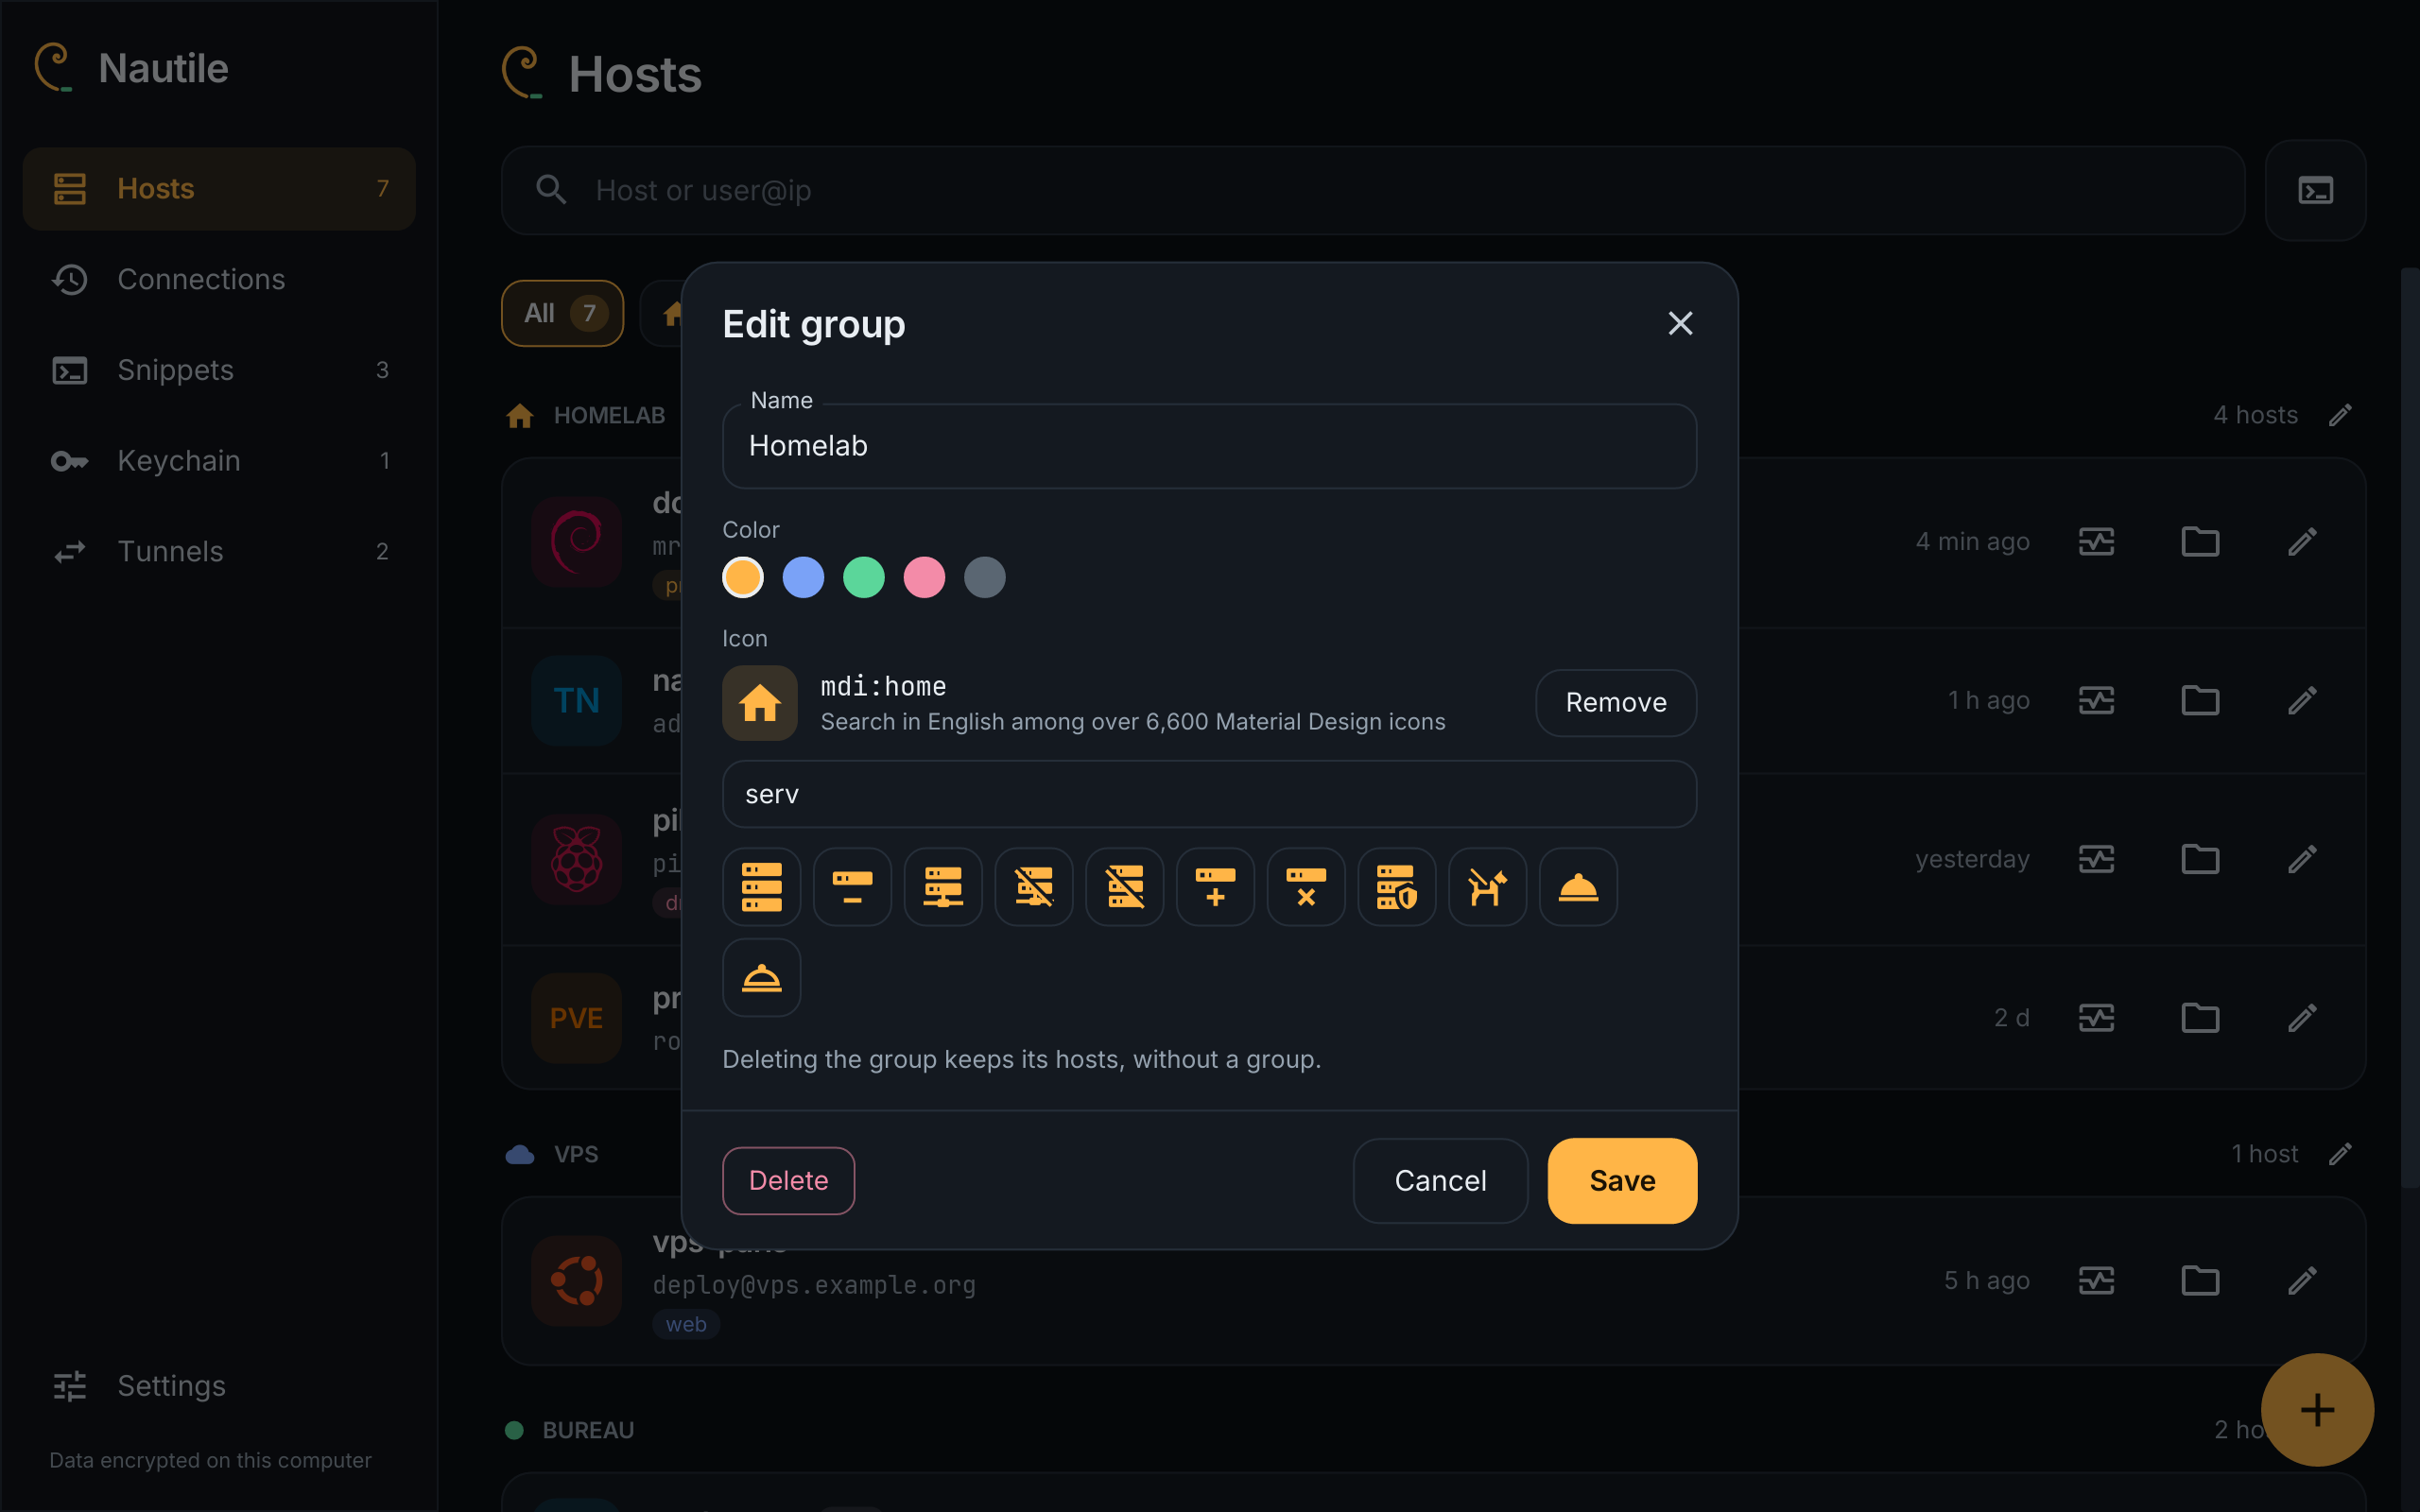 Nautile
Hosts 7
Connections
Snippets 3
Keychain 1
Tunnels 2
Settings
Data encrypted on this computer
Hosts
Host or user@ip
All 7
HOMELAB
4 hosts
4 min ago
TN
1 h ago
yesterday
PVE
2 d
VPS
1 host
deploy@vps.example.org
web
5 h ago
BUREAU
Edit group
Name
Homelab
Color
Icon
mdi:home
Search in English among over 6,600 Material Design icons
Remove
serv
Deleting the group keeps its hosts, without a group.
Delete
Cancel
Save